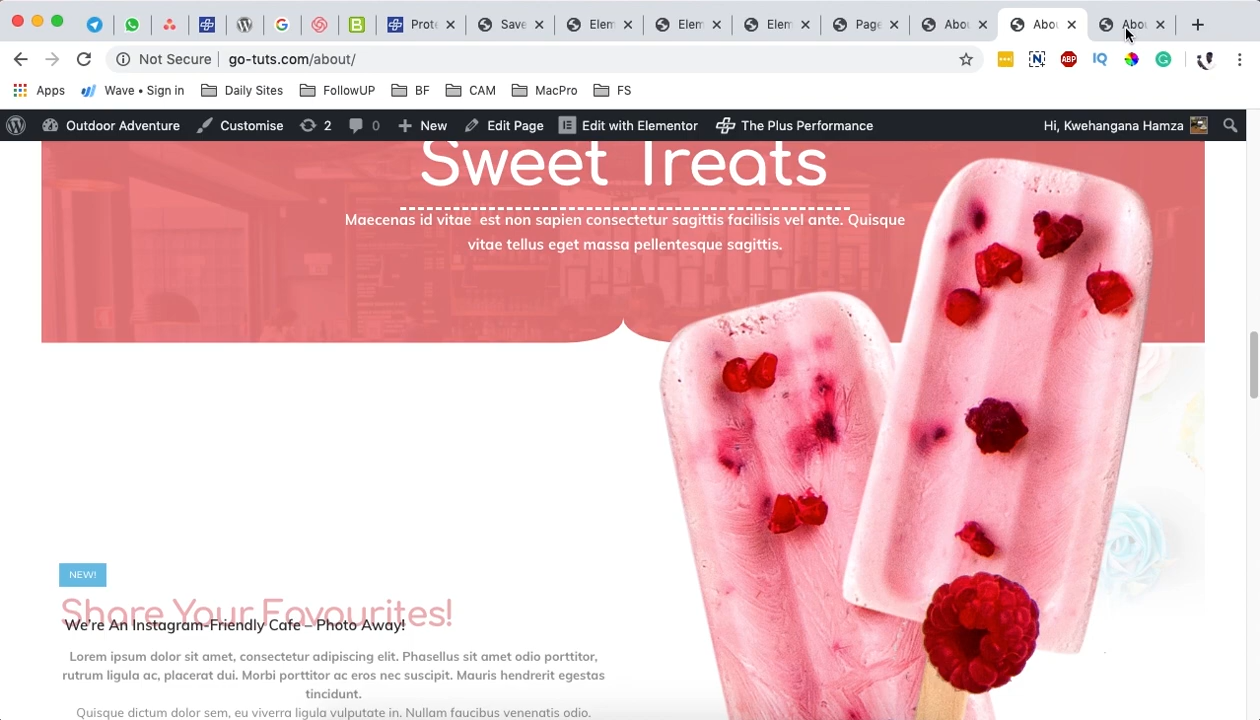 Prote
Save
Elem
Elem
Elem
Page
Abou
Abou
Abou
Not Secure
go-tuts.com/about/
ABP
IQ
Apps
Wave • Sign in
Daily Sites
FollowUP
BF
CAM
MacPro
FS
Outdoor Adventure
Customise
2
0
New
Edit Page
Edit with Elementor
The Plus Performance
Hi, Kwehangana Hamza
Sweet Treats
Maecenas id vitae est non sapien consectetur sagittis facilisis vel ante. Quisque
vitae tellus eget massa pellentesque sagittis.
NEW!
Share Your Favourites!
We're An Instagram-Friendly Cafe – Photo Away!
Lorem ipsum dolor sit amet, consectetur adipiscing elit. Phasellus sit amet odio porttitor,
rutrum ligula ac, placerat dui. Morbi porttitor ac eros nec suscipit. Mauris hendrerit egestas
tincidunt.
Quisque dictum dolor sem, eu viverra ligula vulputate in. Nullam faucibus venenatis odio.